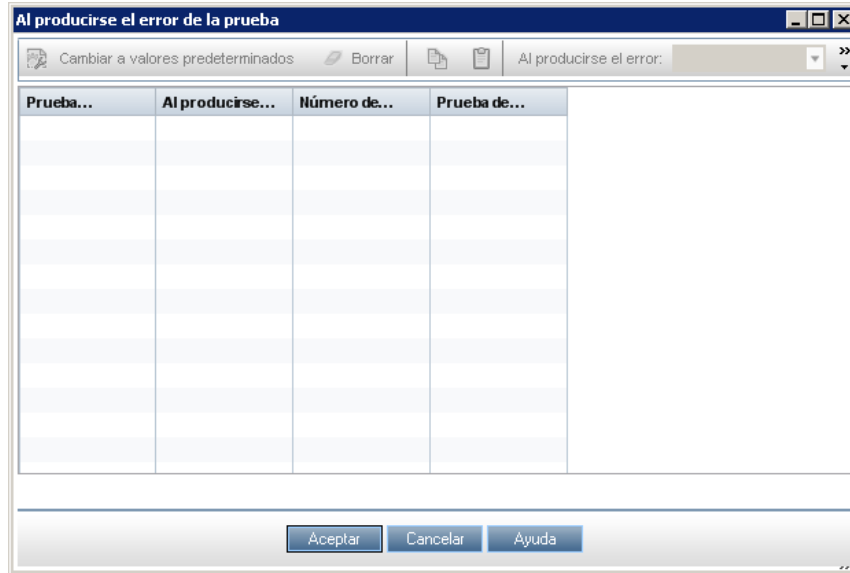 Al producirse el error de la prueba
Cambiar a valores predeterminados Borrar Al producirse el error:
Prueba... Al producirse... Número de... Prueba de...
Aceptar Cancelar Ayuda